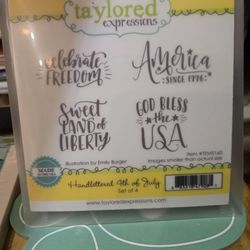 taylored
expressions
Celebrate
FREEDOM
America
SINCE 1776
Sweet
LAND of
LIBERTY
GOD BLESS
the
USA
MADE
Illustration by Emily Burger
Images smaller than actual size
Handlettered 4th of July
Set of 4
www.tayloredexpressions.com